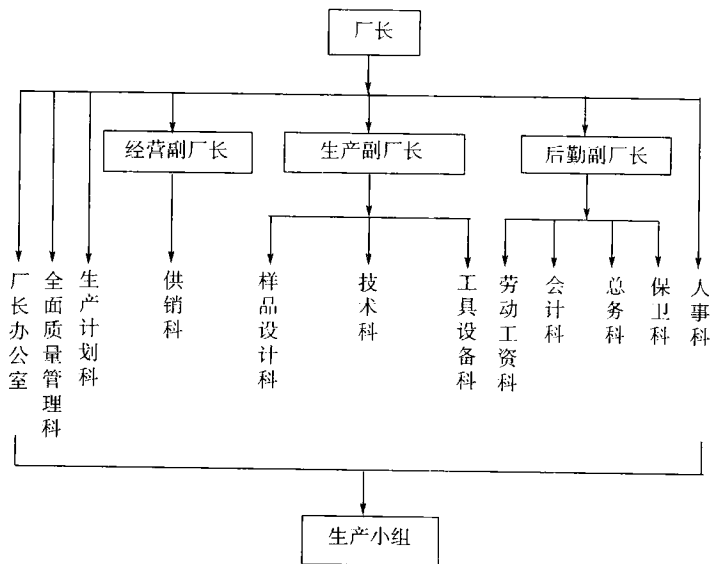 厂长
经营副厂长
生产副厂长
后勤副厂长
厂长办公室
全面质量管理科
生产计划科
供销科
样品设计科
技术科
工具设备科
劳动工资科
会计科
总务科
保卫科
人事科
生产小组